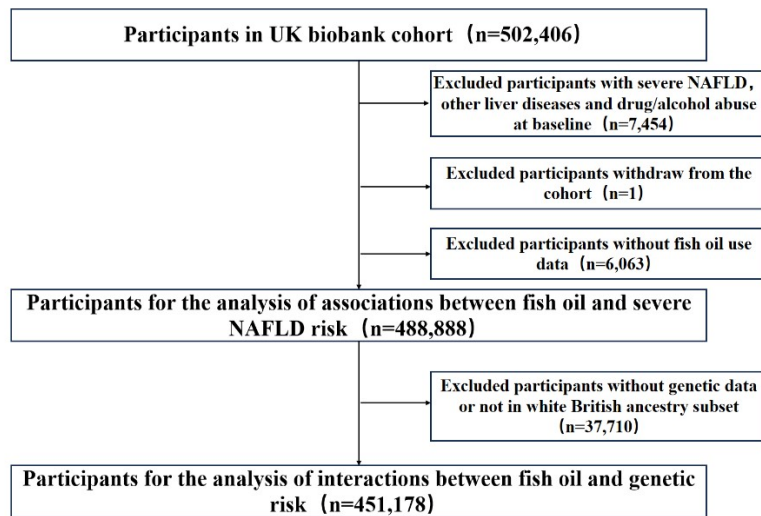 Participants in UK biobank cohort（n=502,406）
Excluded participants with severe NAFLD，
other liver diseases and drug/alcohol abuse
at baseline（n=7,454）
Excluded participants withdraw from the
cohort（n=1）
Excluded participants without fish oil use
data（n=6,063）
Participants for the analysis of associations between fish oil and severe
NAFLD risk（n=488,888）
Excluded participants without genetic data
or not in white British ancestry subset
（n=37,710）
Participants for the analysis of interactions between fish oil and genetic
risk（n=451,178）